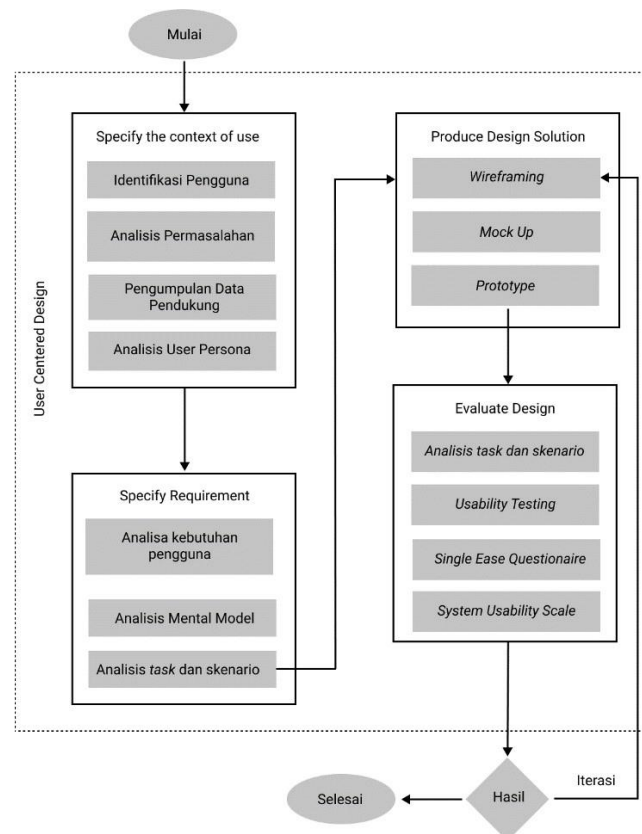 Mulai
User Centered Design
Specify the context of use
Identifikasi Pengguna
Analisis Permasalahan
Pengumpulan Data
Pendukung
Analisis User Persona
Specify Requirement
Analisa kebutuhan
pengguna
Analisis Mental Model
Analisis task dan skenario
Produce Design Solution
Wireframing
Mock Up
Prototype
Evaluate Design
Analisis task dan skenario
Usability Testing
Single Ease Questionaire
System Usability Scale
Iterasi
Hasil
Selesai